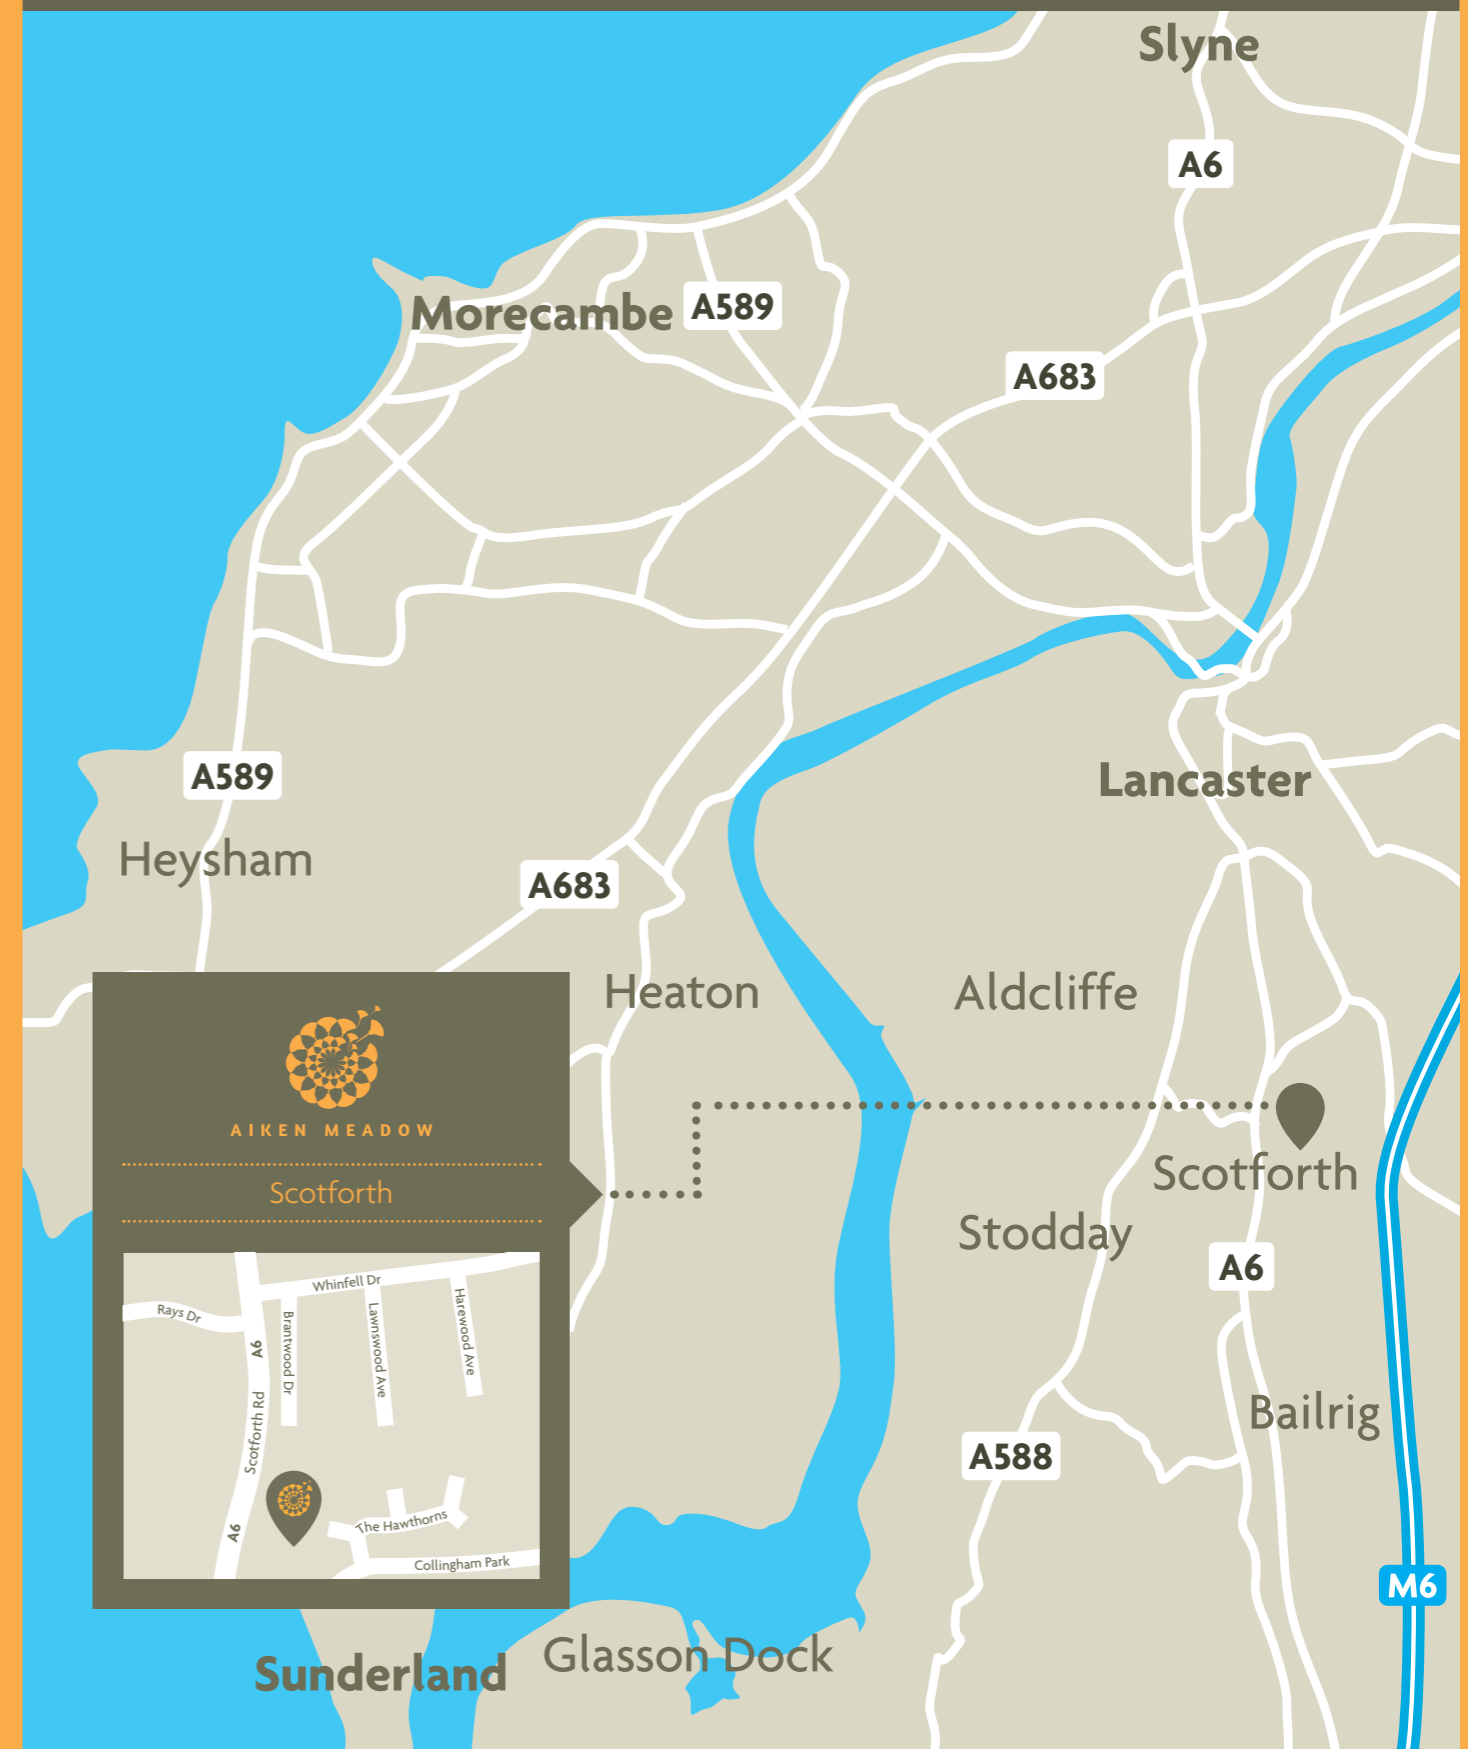 Slyne
A6
Morecambe
A589
A683
A589
Lancaster
Heysham
A683
Heaton
Aldcliffe
AIKEN MEADOW
Scotforth
Scotforth
Stodday
A6
Whinfell Dr
Rays Dr
Brantwood Dr
Lawnswood Ave
Harewood Ave
A6
Scotforth Rd
A6
The Hawthorns
Collingham Park
Bailrig
A588
M6
Sunderland
Glasson Dock